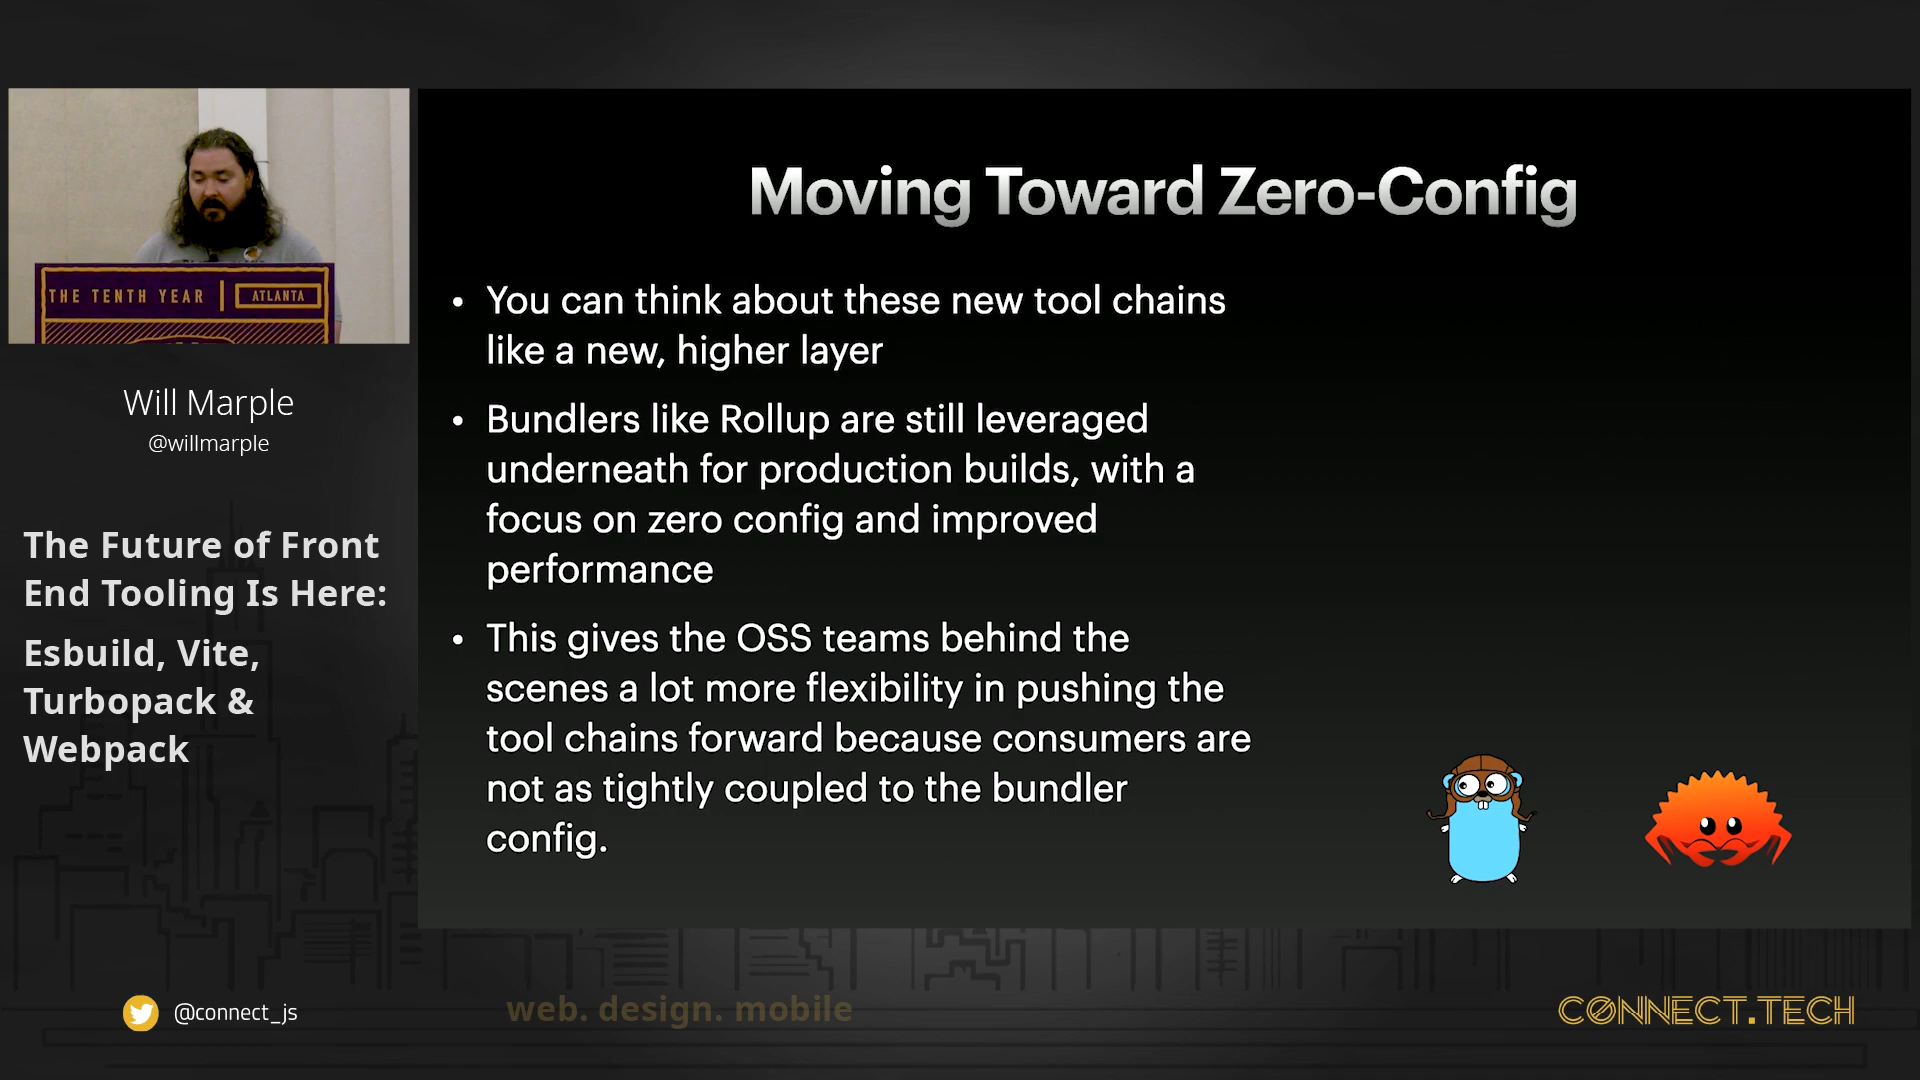 THE TENTH YEAR | ATLANTA
Will Marple
@willmarple
The Future of Front
End Tooling Is Here:
Esbuild, Vite,
Turbopack &
Webpack
Moving Toward Zero-Config
• You can think about these new tool chains
like a new, higher layer
• Bundlers like Rollup are still leveraged
underneath for production builds, with a
focus on zero config and improved
performance
• This gives the OSS teams behind the
scenes a lot more flexibility in pushing the
tool chains forward because consumers are
not as tightly coupled to the bundler
config.
@connect_js
web. design. mobile
CONNECT.TECH